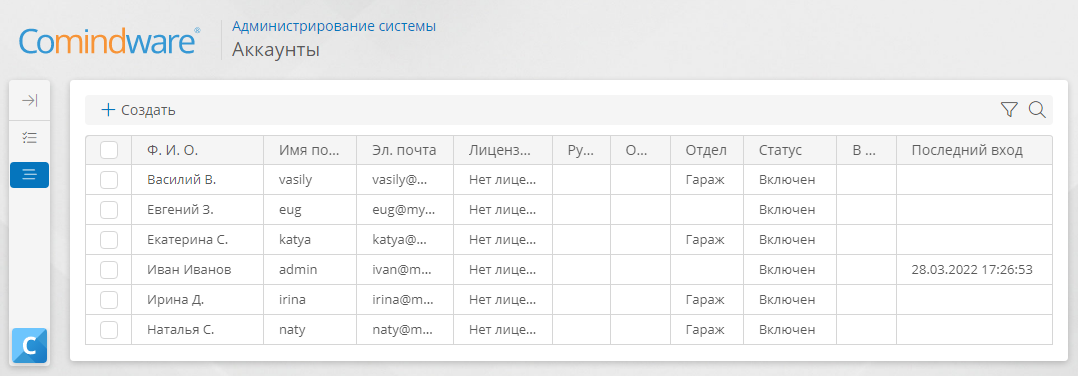 Comindware®
Администрирование системы
Аккаунты
Создать
Ф. И. О. Имя по... Эл. почта Лиценз... Ру... О... Отдел Статус В ... Последний вход
Василий В. vasily vasily@... Нет лице... Гараж Включен
Евгений З. eug eug@my... Нет лице... Включен
Екатерина С. katya katya@... Нет лице... Гараж Включен
Иван Иванов admin ivan@m... Нет лице... Включен 28.03.2022 17:26:53
Ирина Д. irina irina@m... Нет лице... Гараж Включен
Наталья С. naty naty@m... Нет лице... Гараж Включен
C